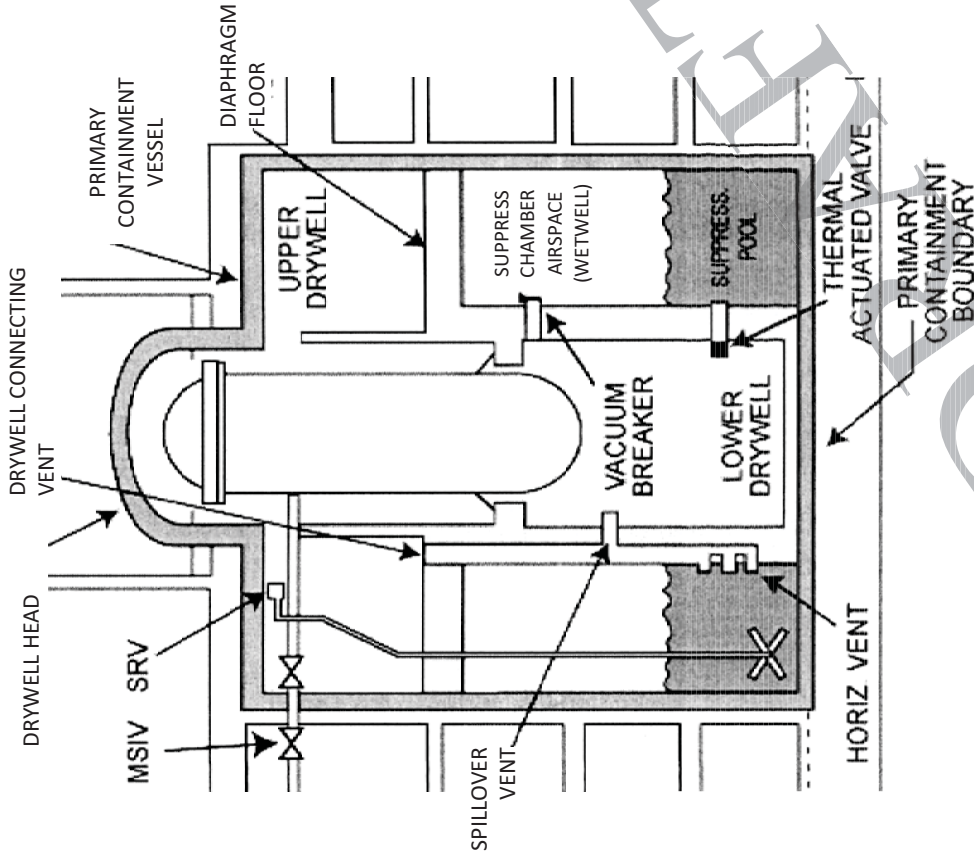 DRYWELL HEAD
DRYWELL CONNECTING
VENT
PRIMARY
CONTAINMENT
VESSEL
DIAPHRAGM
FLOOR
MSIV
SRV
UPPER
DRYWELL
SUPPRESS
CHAMBER
AIRSPACE
(WETWELL)
SPILLOVER
VENT
VACUUM
BREAKER
LOWER
DRYWELL
SUPPRESS.
POOL
HORIZ. VENT
THERMAL
ACTUATED VALVE
PRIMARY
CONTAINMENT
BOUNDARY